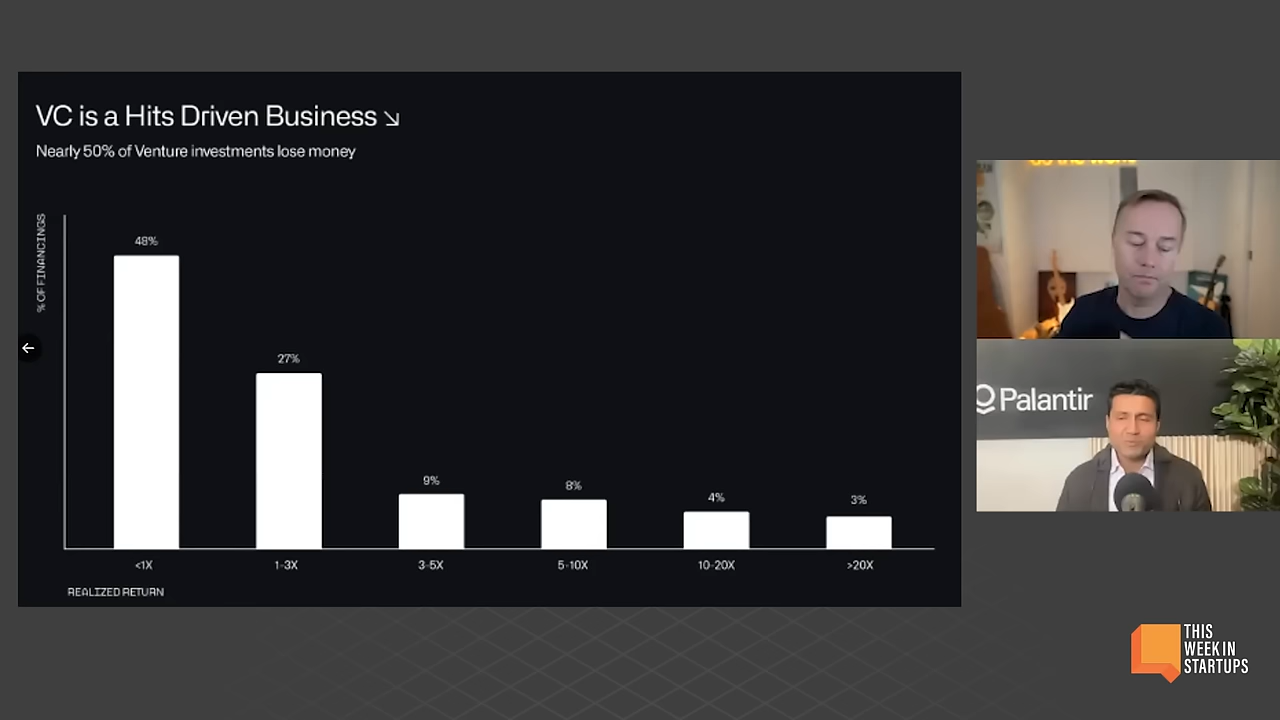 VC is a Hits Driven Business ↘
Nearly 50% of Venture investments lose money
% OF FINANCINGS
48%
27%
9%
8%
4%
3%
<1X
1-3X
3-5X
5-10X
10-20X
>20X
REALIZED RETURN
Palantir
THIS
WEEK IN
STARTUPS